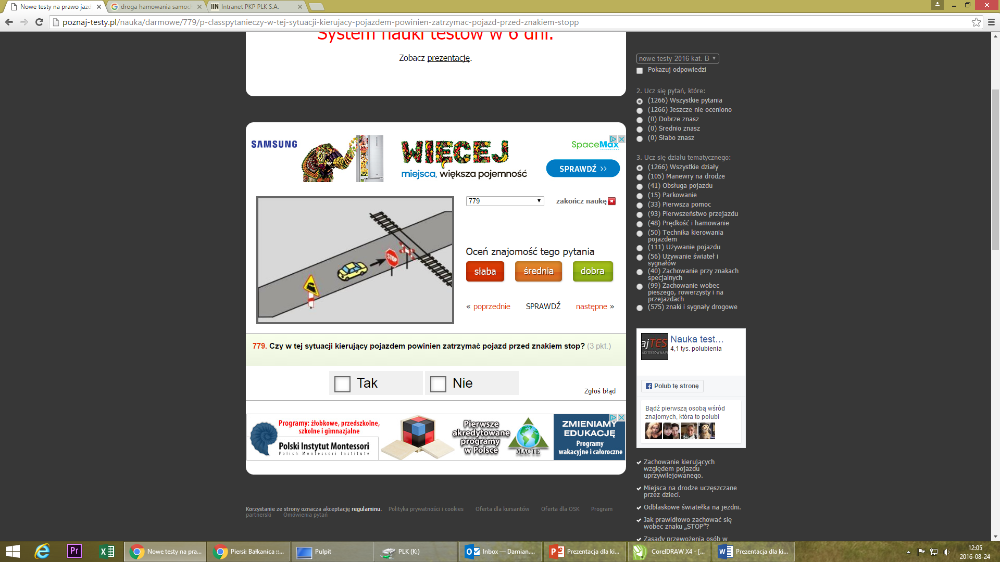 Nowe testy na prawo jazd
droga hamowania samoch
IIN Intranet PKP PLK S.A.
poznaj-testy.pl/nauka/darmowe/779/p-classpytanieczy-w-tej-sytuacji-kierujacy-pojazdem-powinien-zatrzymac-pojazd-przed-znakiem-stopp
System nauki testów w 6 dni.
Zobacz prezentację.
SAMSUNG
WIĘCEJ
miejsca, większa pojemność
SpaceMax
SPRAWDŹ >>
779
zakończ naukę
STOP
Oceń znajomość tego pytania
słaba
średnia
dobra
« poprzednie
SPRAWDŹ
następne »
779. Czy w tej sytuacji kierujący pojazdem powinien zatrzymać pojazd przed znakiem stop? (3 pkt.)
Tak
Nie
Zgłoś błąd
Programy: żłobkowe, przedszkolne,
szkolne i gimnazjalne
Polski Instytut Montessori
Polish Montessori Institute
Pierwsze
akredytowane
programy
w Polsce
MACTE
ZMIENIAMY
EDUKACJĘ
Programy
wakacyjne i całoroczne
Korzystanie ze strony oznacza akceptację regulaminu. Polityka prywatności i cookies Oferta dla kursantów Oferta dla OSK Program
partnerski Omówienia pytań
nowe testy 2016 kat. B
Pokazuj odpowiedzi
2. Ucz się pytań, które:
(1266) Wszystkie pytania
(1266) Jeszcze nie oceniono
(0) Dobrze znasz
(0) Średnio znasz
(0) Słabo znasz
3. Ucz się działu tematycznego:
(1266) Wszystkie działy
(105) Manewry na drodze
(41) Obsługa pojazdu
(15) Parkowanie
(33) Pierwsza pomoc
(93) Pierwszeństwo przejazdu
(48) Prędkość i hamowanie
(50) Technika kierowania
pojazdem
(111) Używanie pojazdu
(56) Używanie świateł i
sygnałów
(40) Zachowanie przy znakach
specjalnych
(99) Zachowanie wobec
pieszego, rowerzysty i na
przejazdach
(575) znaki i sygnały drogowe
ajTES
Nauka test...
4,1 tys. polubienia
Polub tę stronę
Bądź pierwszą osobą wśród
znajomych, która to polubi
Zachowanie kierujących
względem pojazdu
uprzywilejowanego.
Miejsca na drodze uczęszczane
przez dzieci.
Odblaskowe światełka na jezdni.
Jak prawidłowo zachować się
wobec znaku „STOP”?
Zasady przewożenia osób w
Pr
Nowe testy na pra...
Piersi: Bałkanica ::...
Pulpit
PLK (K:)
Inbox — Damian....
Prezentacja dla ki...
CorelDRAW X4 - [...
Prezentacja dla ki...
12:05
2016-08-24